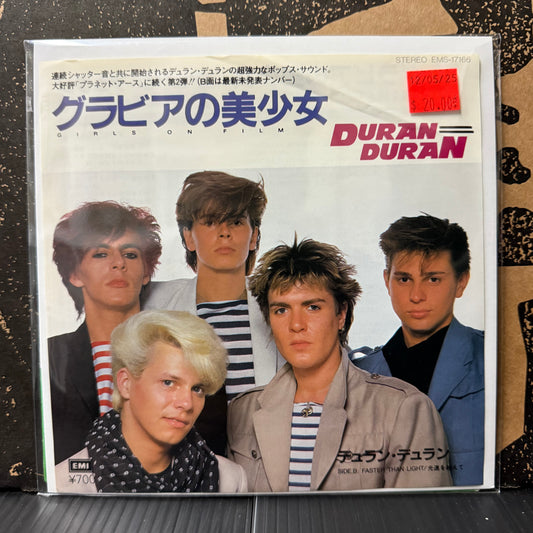 連続シャッター音と共に開始されるデュラン・デュランの超強力なポップス・サウンド。
大好評「プラネット・アース」に続く第2弾!! (B面は最新未発表ナンバー)
STEREO EMS-17166
12/05/25
$ 20.00
グラビアの美少女
GIRLS ON FILM
DURAN
DURAN
デュラン・デュラン
SIDE.B. FASTER THAN LIGHT/光速を越えて
EMI
¥700